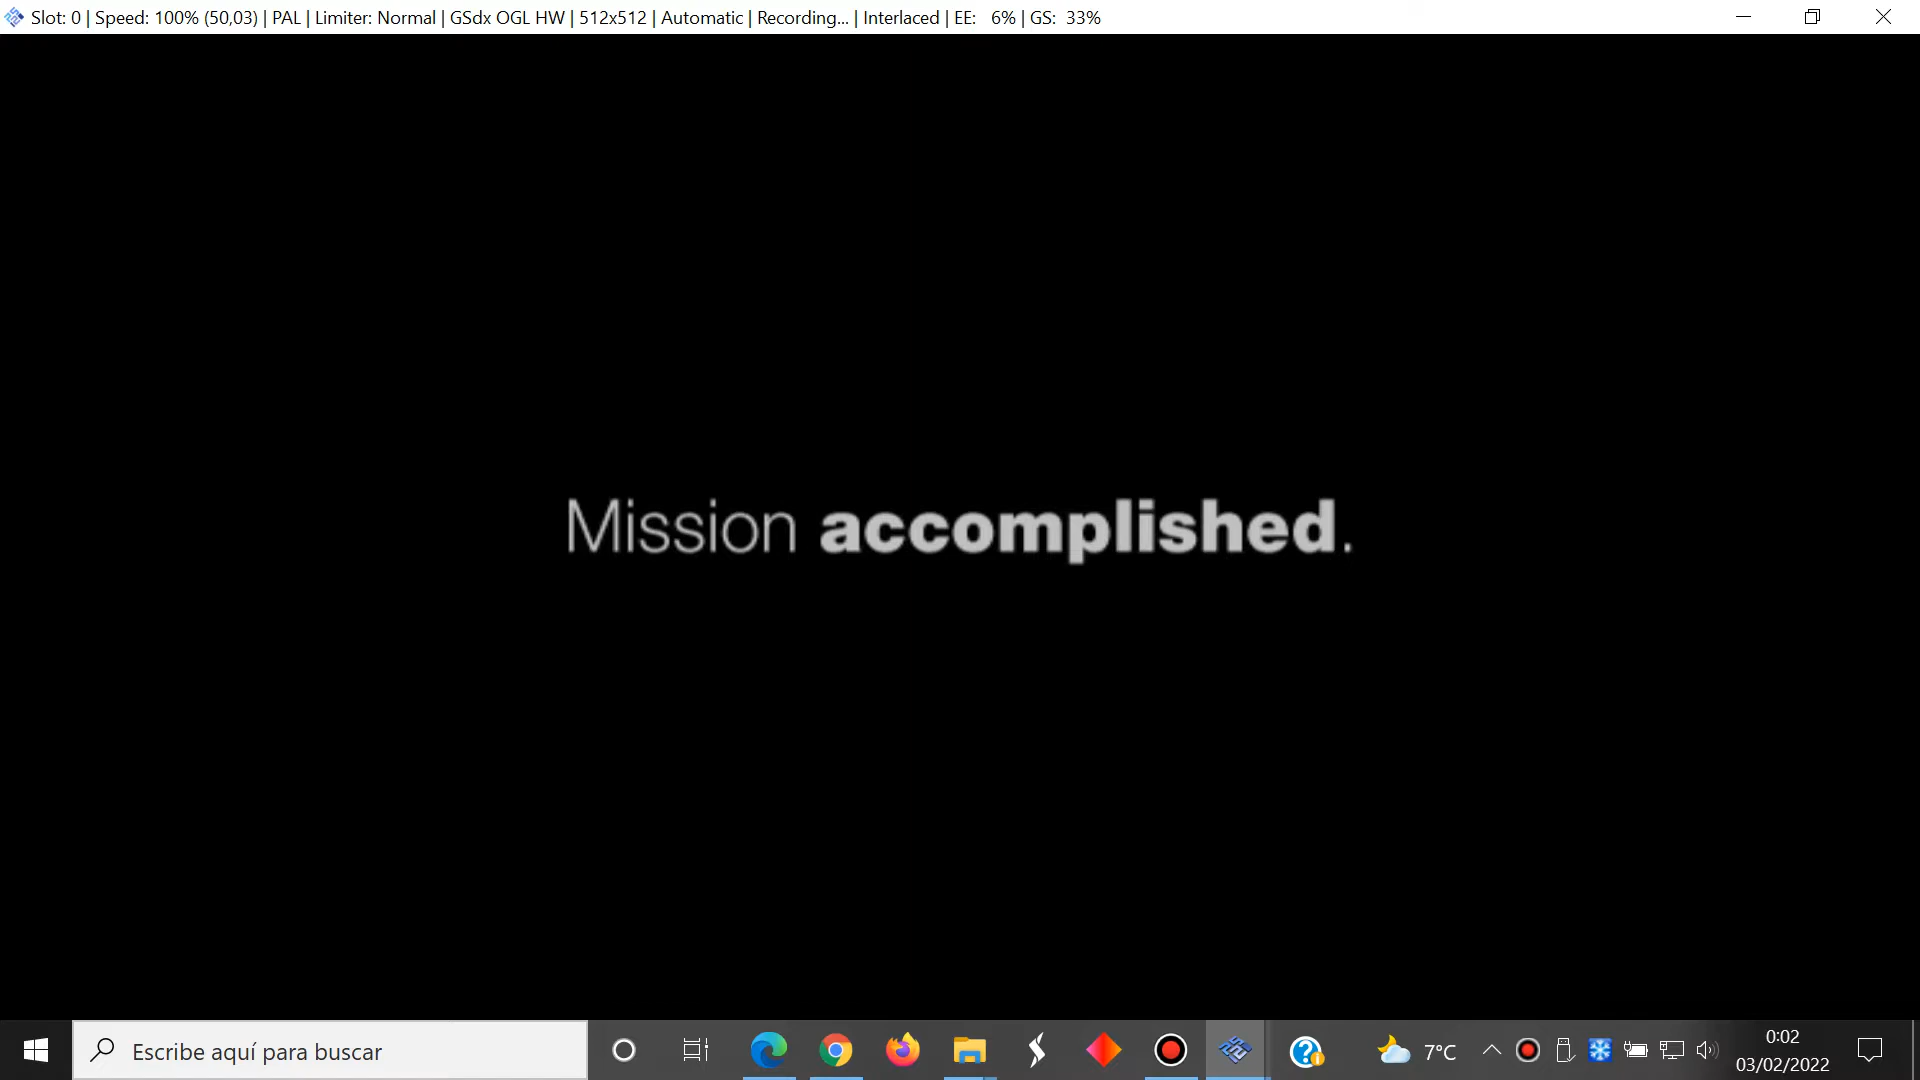 Slot: 0 | Speed: 100% (50,03) | PAL | Limiter: Normal | GSdx OGL HW | 512x512 | Automatic | Recording... | Interlaced | EE:   6% | GS:  33%
Mission accomplished.
Escribe aquí para buscar
7°C
0:02
03/02/2022